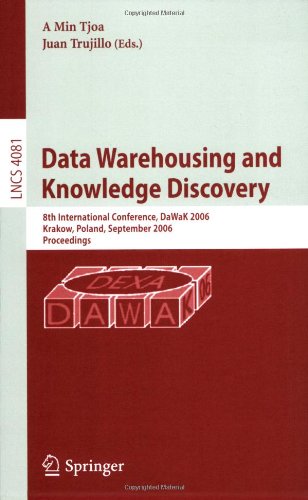 A Min Tjoa
Juan Trujillo (Eds.)
LNCS 4081
Data Warehousing and
Knowledge Discovery
8th International Conference, DaWaK 2006
Krakow, Poland, September 2006
Proceedings
DEXA
DAWAK 06
Springer